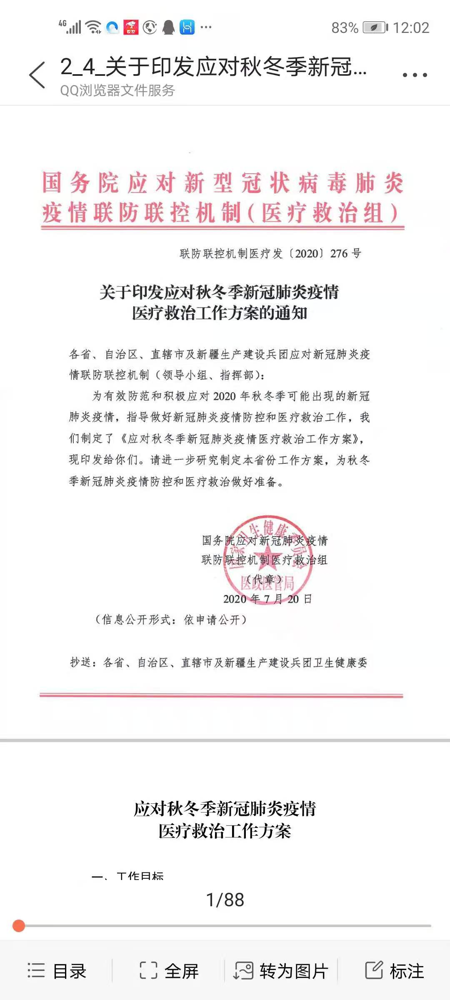 4G
12.12
83%
12:02
2_4_关于印发应对秋冬季新冠...
QQ浏览器文件服务
国务院应对新型冠状病毒肺炎
疫情联防联控机制(医疗救治组)
联防联控机制医疗发〔2020〕276 号
关于印发应对秋冬季新冠肺炎疫情
医疗救治工作方案的通知
各省、自治区、直辖市及新疆生产建设兵团应对新冠肺炎疫
情联防联控机制（领导小组、指挥部）：
为有效防范和积极应对 2020 年秋冬季可能出现的新冠
肺炎疫情，指导做好新冠肺炎疫情防控和医疗救治工作，我
们制定了《应对秋冬季新冠肺炎疫情医疗救治工作方案》，
现印发给你们。请进一步研究制定本省份工作方案，为秋冬
季新冠肺炎疫情防控和医疗救治做好准备。
国家卫生健康委员会
医政医管局
国务院应对新冠肺炎疫情
联防联控机制医疗救治组
（代章）
2020 年 7 月 20 日
（信息公开形式：依申请公开）
抄送：各省、自治区、直辖市及新疆生产建设兵团卫生健康委
应对秋冬季新冠肺炎疫情
医疗救治工作方案
一、工作目标
1/88
目录
全屏
转为图片
标注